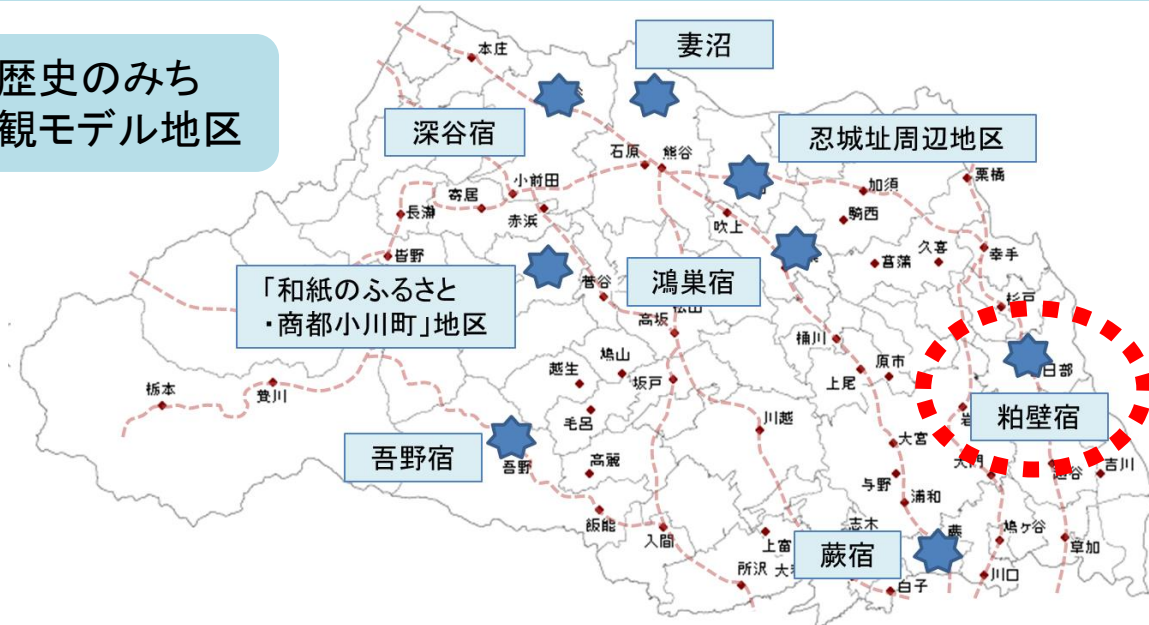 歴史のみち
観モデル地区
妻沼
本庄
深谷宿
忍城址周辺地区
石原
熊谷
小前田
寄居
加須
栗橋
長瀞
赤浜
騎西
吹上
皆野
久喜
菖蒲
幸手
「和紙のふるさと
・商都小川町」地区
菅谷
鴻巣宿
杉戸
高坂
桶川
鳩山
原市
越生
坂戸
上尾
日部
栃本
贄川
粕壁宿
毛呂
川越
大宮
吾野宿
吾野
高麗
吉川
与野
浦和
飯能
入間
志木
蕨
鳩ヶ谷
草加
上富
蕨宿
所沢
川口
白子